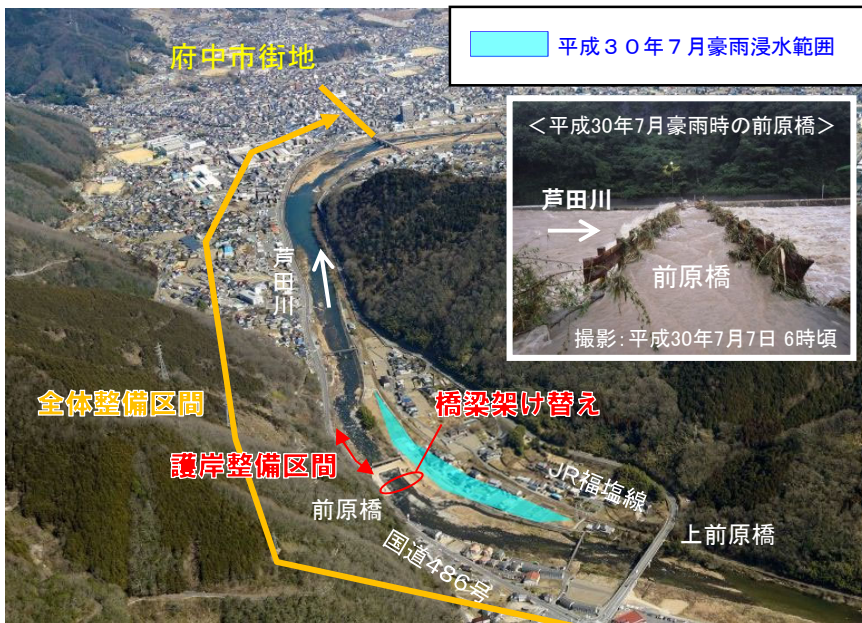 平成３０年７月豪雨浸水範囲
府中市街地
＜平成30年7月豪雨時の前原橋＞
芦田川
前原橋
撮影：平成30年7月7日 6時頃
芦田川
全体整備区間
橋梁架け替え
護岸整備区間
JR福塩線
前原橋
上前原橋
国道486号